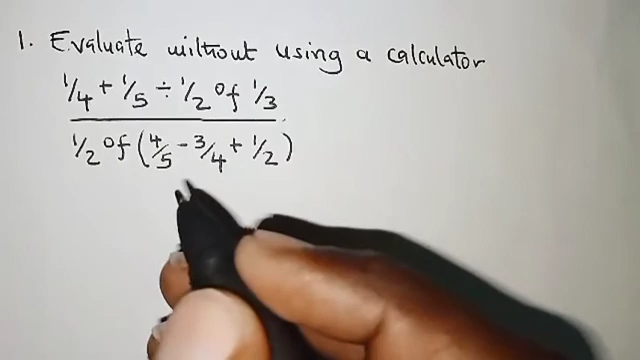 1. Evaluate without using a calculator
1/4 + 1/5 ÷ 1/2 of 1/3
1/2 of (4/5 - 3/4 + 1/2)